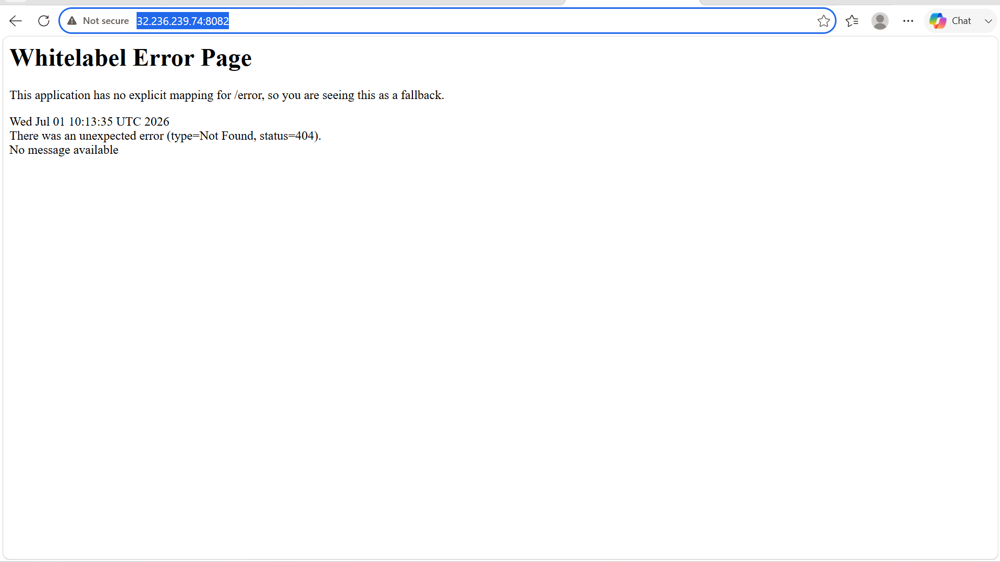 Not secure 32.236.239.74:8082
Chat
Whitelabel Error Page
This application has no explicit mapping for /error, so you are seeing this as a fallback.
Wed Jul 01 10:13:35 UTC 2026
There was an unexpected error (type=Not Found, status=404).
No message available